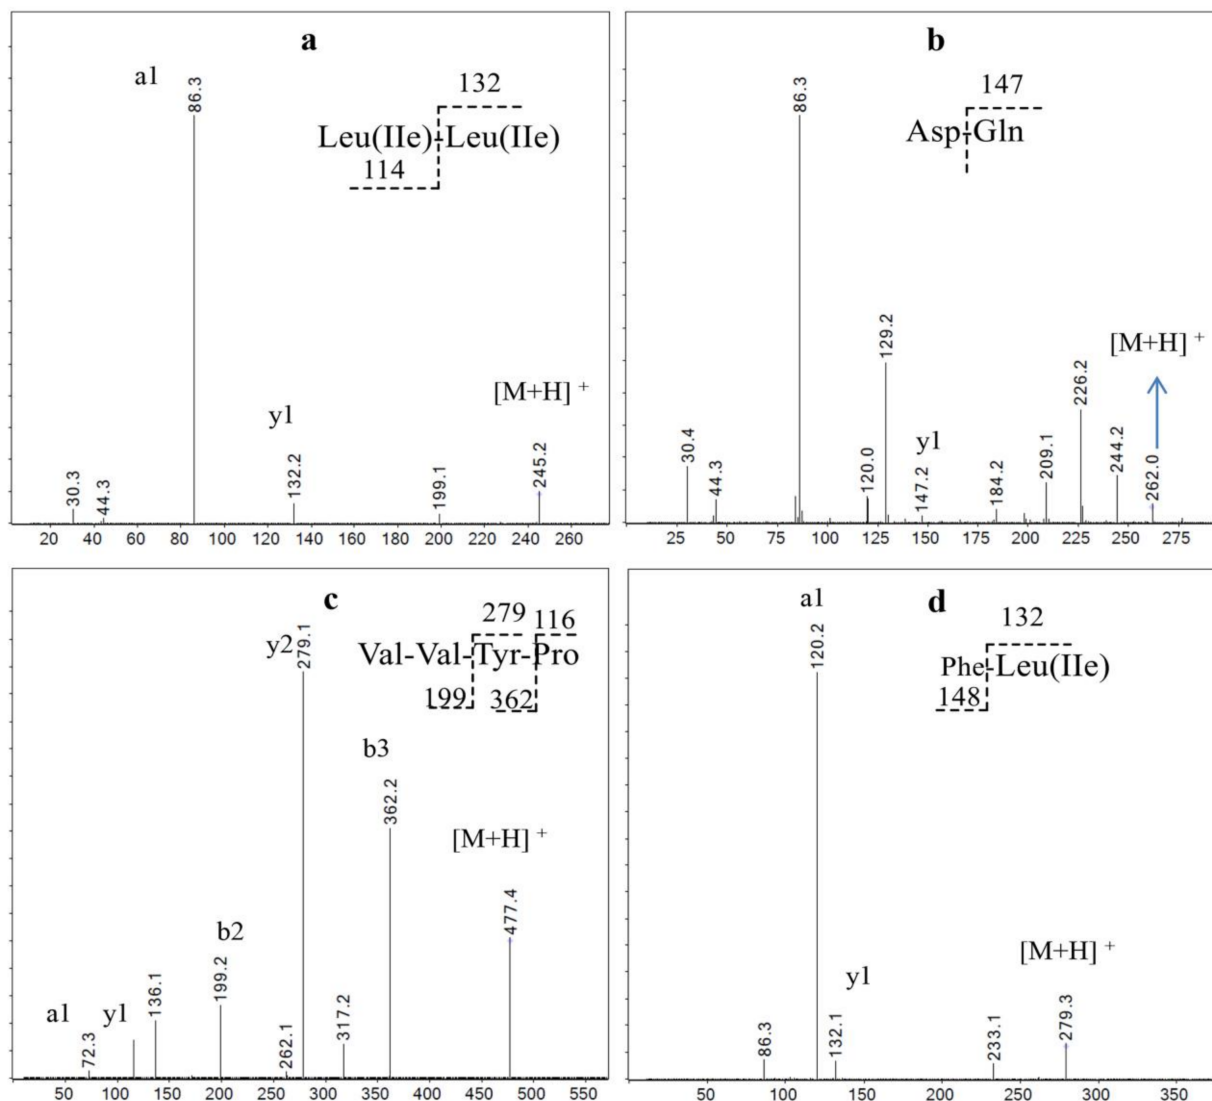 a
a1
86.3
132
Leu(IIe)-Leu(IIe)
114
[M+H] +
y1
30.3
44.3
132.2
199.1
245.2
20 40 60 80 100 120 140 160 180 200 220 240 260
b
86.3
147
Asp-Gln
[M+H] +
129.2
y1
30.4
44.3
120.0
147.2
184.2
209.1
226.2
244.2
262.0
25 50 75 100 125 150 175 200 225 250 275
c
279 116
y2
279.1
Val-Val-Tyr-Pro
199 362
b3
362.2
[M+H] +
477.4
b2
a1 y1
72.3
136.1
199.2
262.1
317.2
50 100 150 200 250 300 350 400 450 500 550
d
a1
120.2
132
Phe-Leu(IIe)
148
[M+H] +
y1
86.3
132.1
233.1
279.3
50 100 150 200 250 300 350